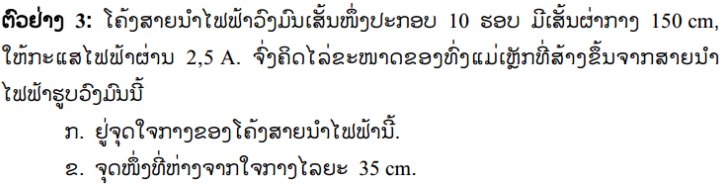 ຕົວຢ່າງ 3: ໂຄ້ງສາຍນຳໄຟຟ້າວົງມົນເສັ້ນໜຶ່ງປະກອບ 10 ຮອບ ມີເສັ້ນຜ່າກາງ 150 cm,
ໃຫ້ກະແສໄຟຟ້າຜ່ານ 2,5 A. ຈົ່ງຄິດໄລ່ຂະໜາດຂອງທົ່ງແມ່ເຫຼັກທີ່ສ້າງຂຶ້ນຈາກສາຍນຳ
ໄຟຟ້າຮູບວົງມົນນີ້
ກ. ຢູ່ຈຸດໃຈກາງຂອງໂຄ້ງສາຍນຳໄຟຟ້ານີ້.
ຂ. ຈຸດໜຶ່ງທີ່ຫ່າງຈາກໃຈກາງໄລຍະ 35 cm.